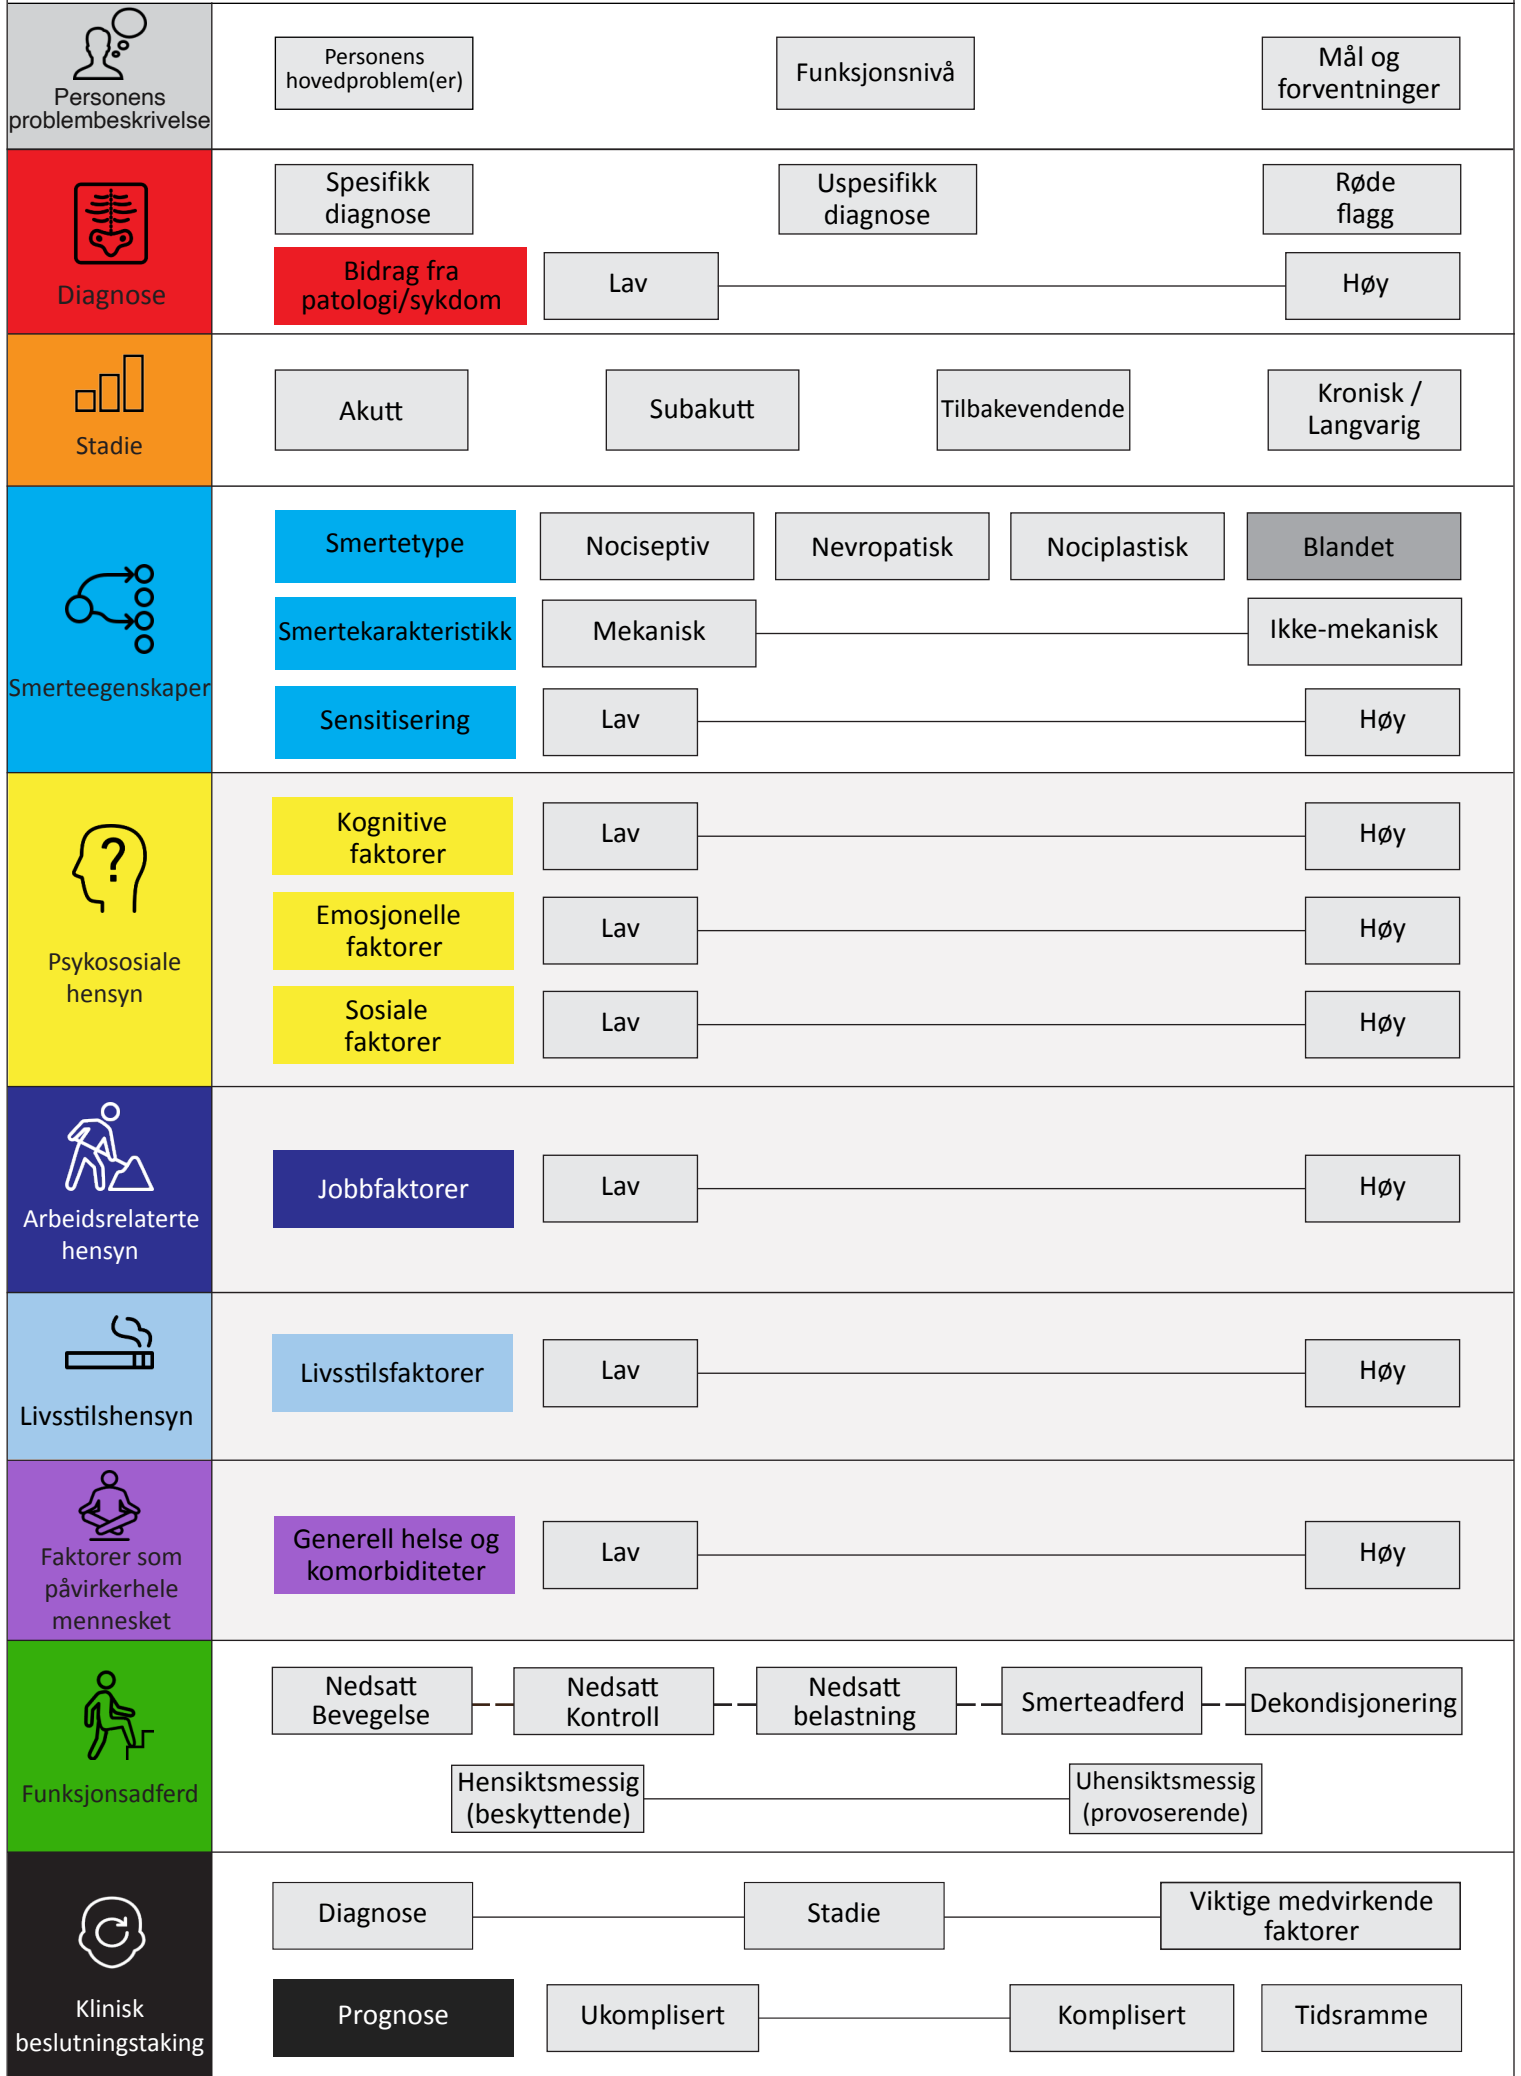 Personens
problembeskrivelse
Personens
hovedproblem(er)
Funksjonsnivå
Mål og
forventninger
Diagnose
Spesifikk
diagnose
Uspesifikk
diagnose
Røde
flagg
Bidrag fra
patologi/sykdom
Lav
Høy
Stadie
Akutt
Subakutt
Tilbakevendende
Kronisk /
Langvarig
Smerteegenskaper
Smertetype
Nociseptiv
Nevropatisk
Nociplastisk
Blandet
Smertekarakteristikk
Mekanisk
Ikke-mekanisk
Sensitisering
Lav
Høy
Psykososiale
hensyn
Kognitive
faktorer
Lav
Høy
Emosjonelle
faktorer
Lav
Høy
Sosiale
faktorer
Lav
Høy
Arbeidsrelaterte
hensyn
Jobbfaktorer
Lav
Høy
Livsstilshensyn
Livsstilsfaktorer
Lav
Høy
Faktorer som
påvirkerhele
mennesket
Generell helse og
komorbiditeter
Lav
Høy
Funksjonsadferd
Nedsatt
Bevegelse
Nedsatt
Kontroll
Nedsatt
belastning
Smerteadferd
Dekondisjonering
Hensiktsmessig
(beskyttende)
Uhensiktsmessig
(provoserende)
Klinisk
beslutningstaking
Diagnose
Stadie
Viktige medvirkende
faktorer
Prognose
Ukomplisert
Komplisert
Tidsramme